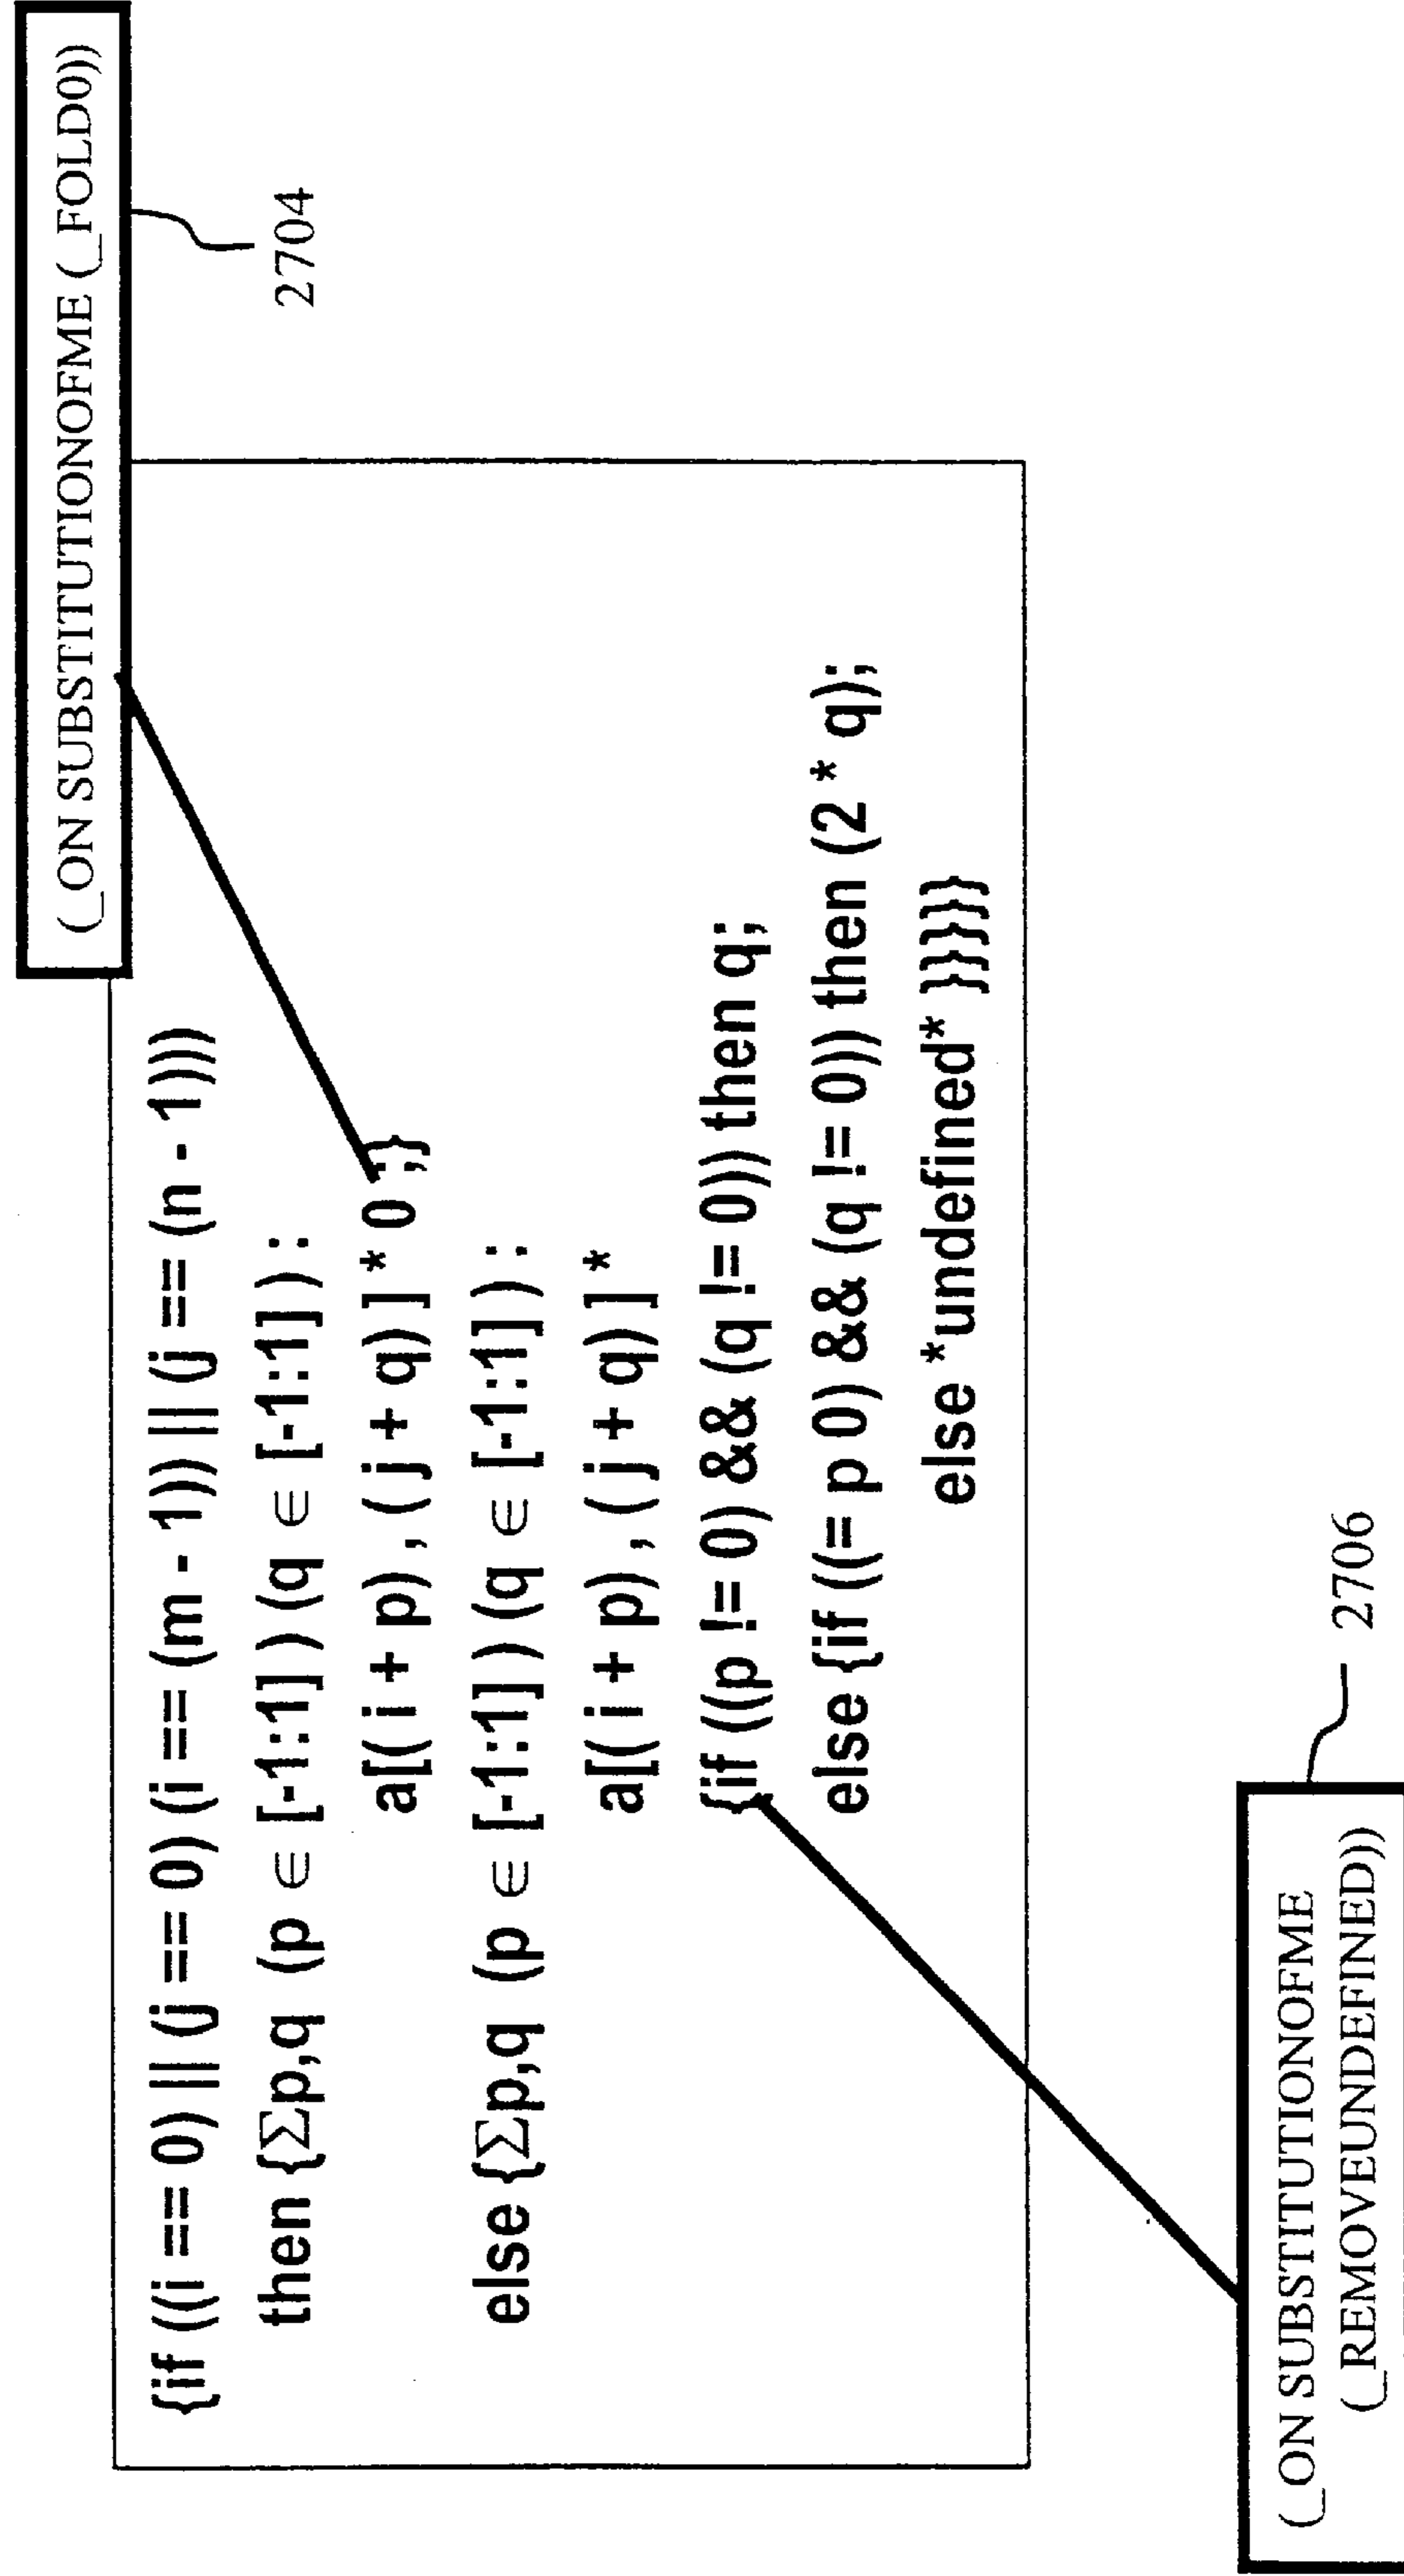 (_ON SUBSTITUTIONOFME (_FOLD0))
2704
{if ((i == 0) || (j == 0) (i == (m - 1)) || (j == (n - 1)))
then {Σp,q (p ∈ [-1:1] ) (q ∈ [-1:1] ) :
a[( i + p) , ( j + q) ] * 0 ;}
else {Σp,q (p ∈ [-1:1] ) (q ∈ [-1:1] ) :
a[( i + p) , ( j + q) ] *
{if ((p != 0) && (q != 0)) then q;
else {if ((= p 0) && (q != 0)) then (2 * q);
else *undefined* }}}}}
2706
(_ON SUBSTITUTIONOFME
(_REMOVEUNDEFINED))